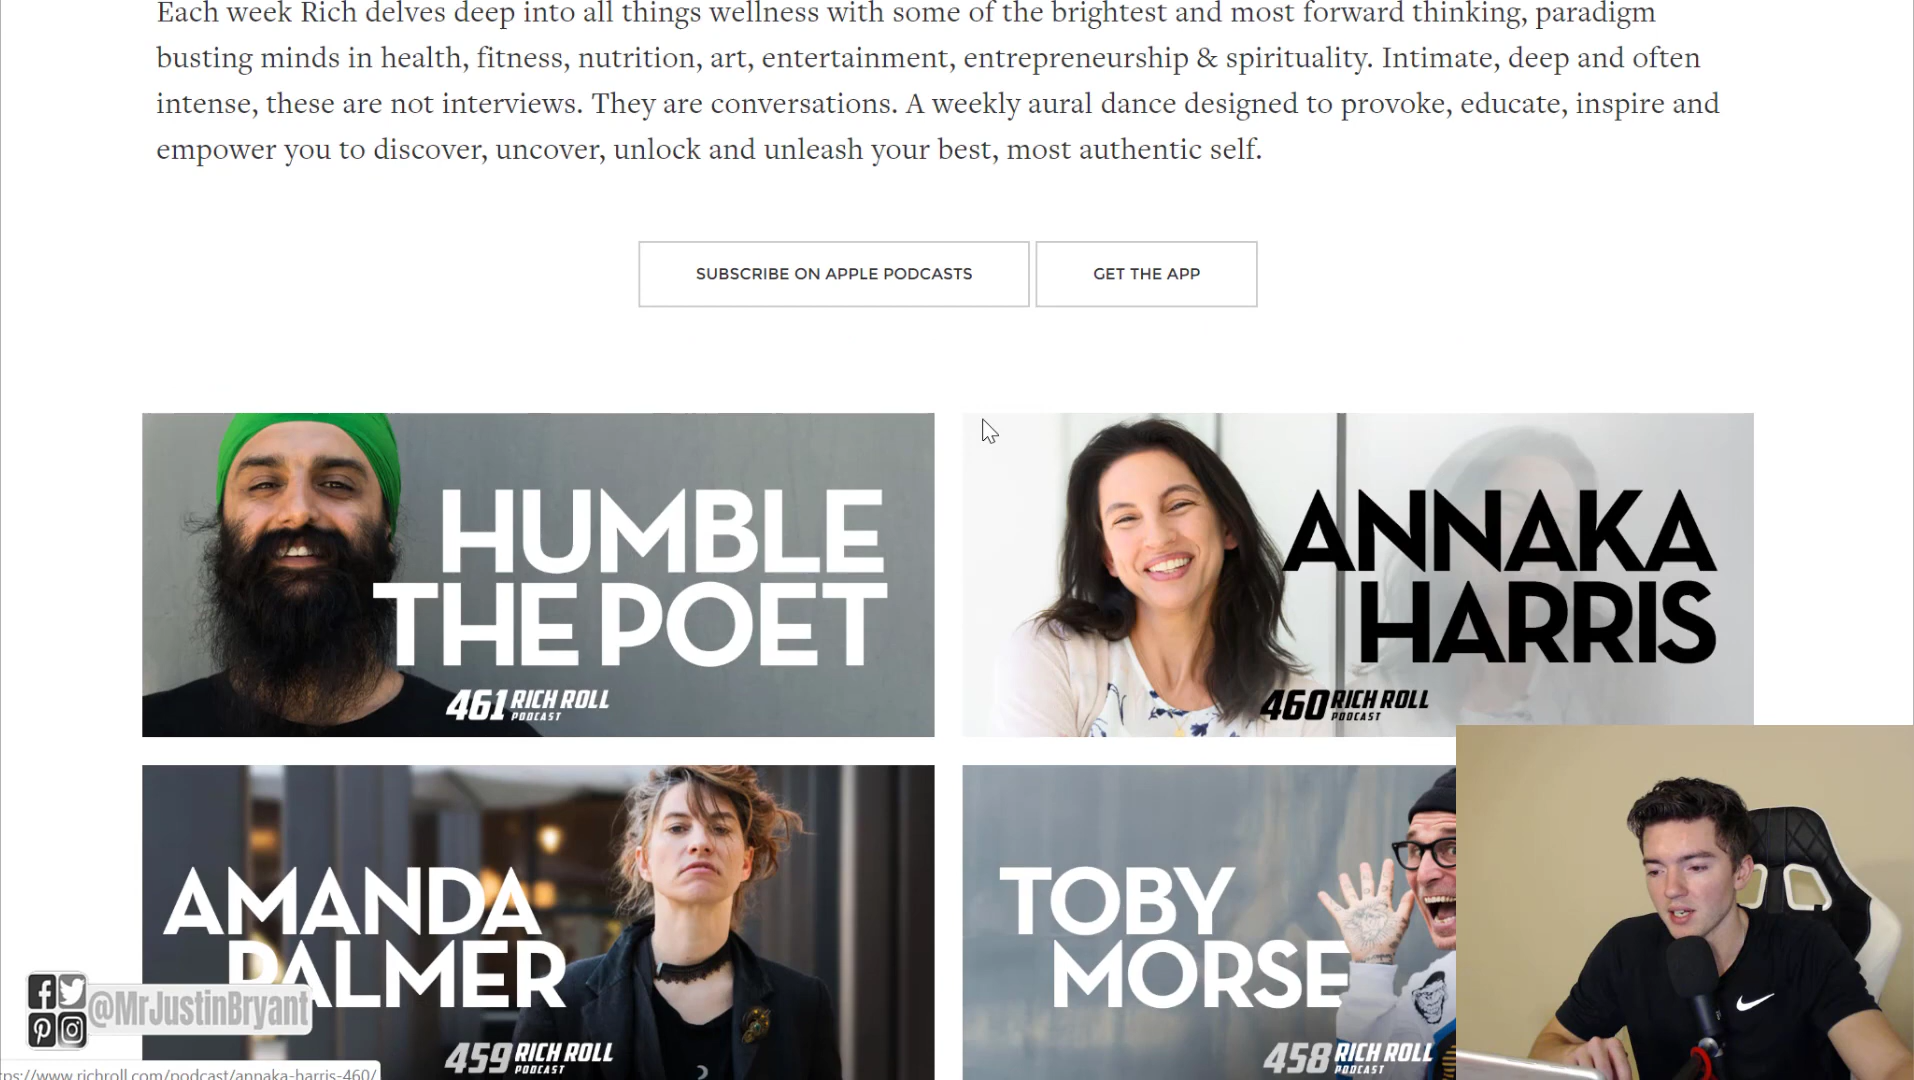 Each week Rich delves deep into all things wellness with some of the brightest and most forward thinking, paradigm
busting minds in health, fitness, nutrition, art, entertainment, entrepreneurship & spirituality. Intimate, deep and often
intense, these are not interviews. They are conversations. A weekly aural dance designed to provoke, educate, inspire and
empower you to discover, uncover, unlock and unleash your best, most authentic self.
SUBSCRIBE ON APPLE PODCASTS
GET THE APP
HUMBLE
THE POET
461 RICH ROLL
PODCAST
ANNAKA
HARRIS
460 RICH ROLL
PODCAST
AMANDA
PALMER
459 RICH ROLL
PODCAST
TOBY
MORSE
458 RICH ROLL
PODCAST
@MrJustinBryant
ps://www.richroll.com/podcast/annaka-harris-460/